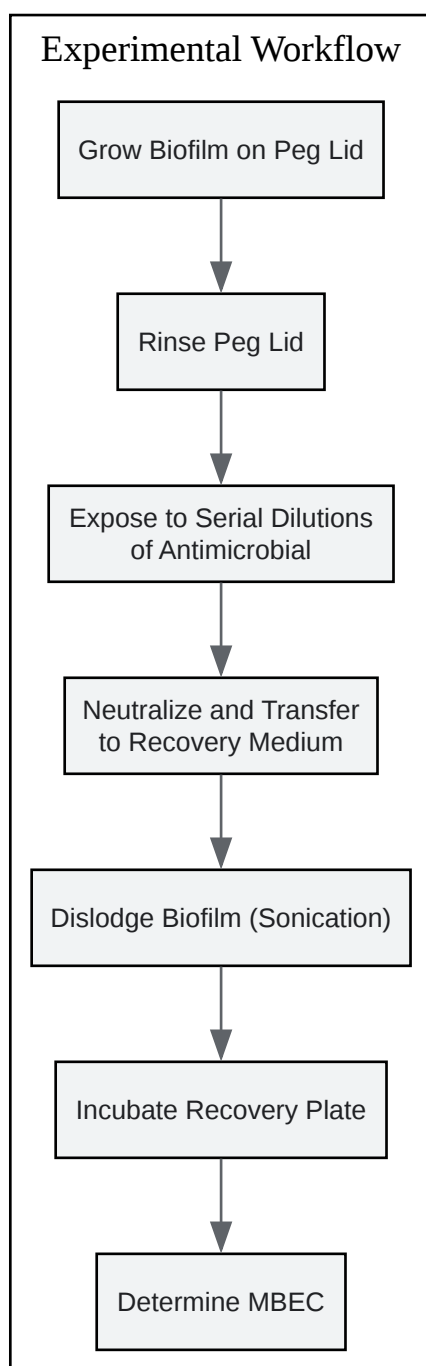 Experimental Workflow
Grow Biofilm on Peg Lid
Rinse Peg Lid
Expose to Serial Dilutions
of Antimicrobial
Neutralize and Transfer
to Recovery Medium
Dislodge Biofilm (Sonication)
Incubate Recovery Plate
Determine MBEC